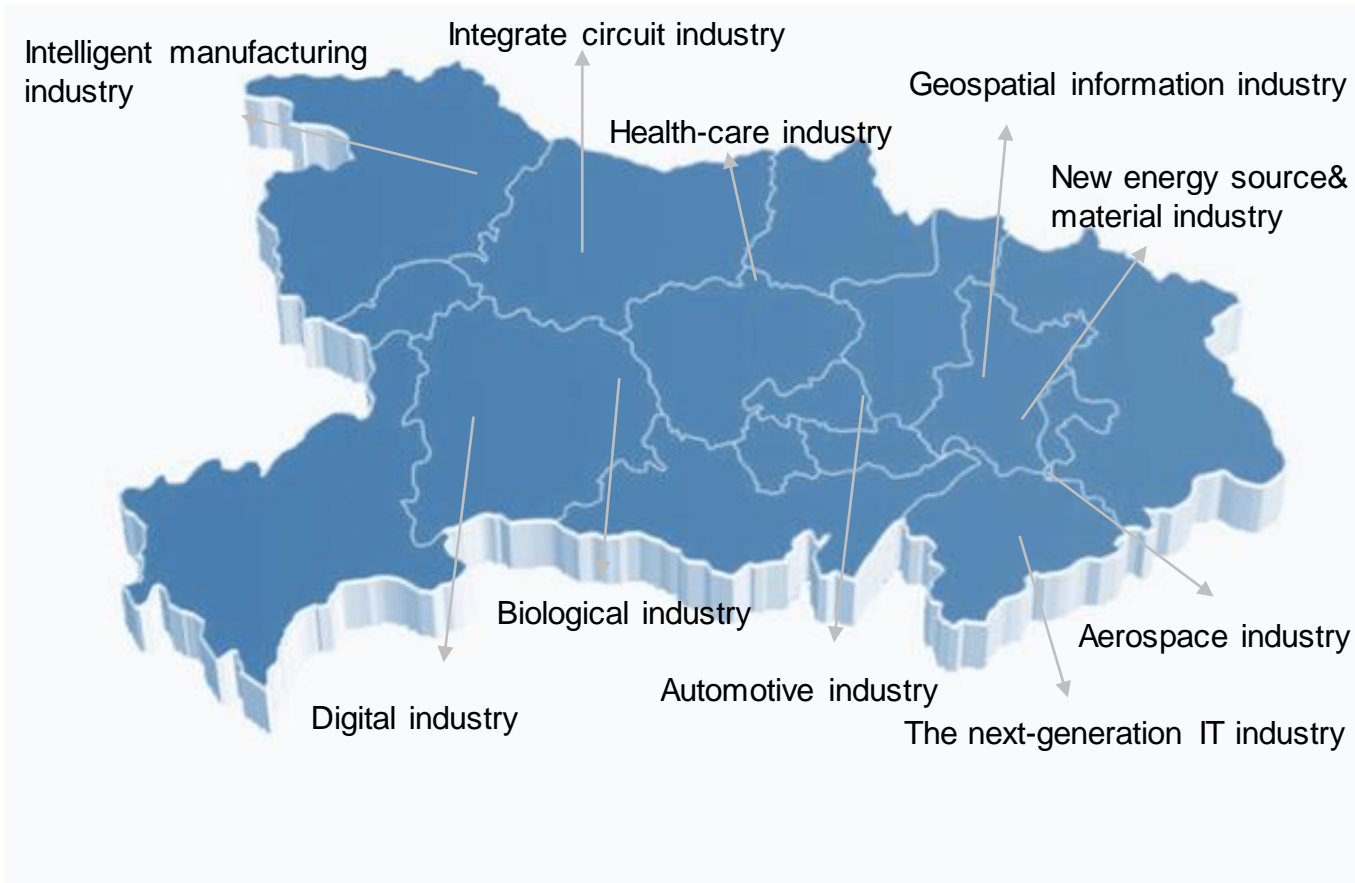 Integrate circuit industry
Intelligent manufacturing
industry
Geospatial information industry
Health-care industry
New energy source&
material industry
Biological industry
Aerospace industry
Automotive industry
Digital industry
The next-generation IT industry